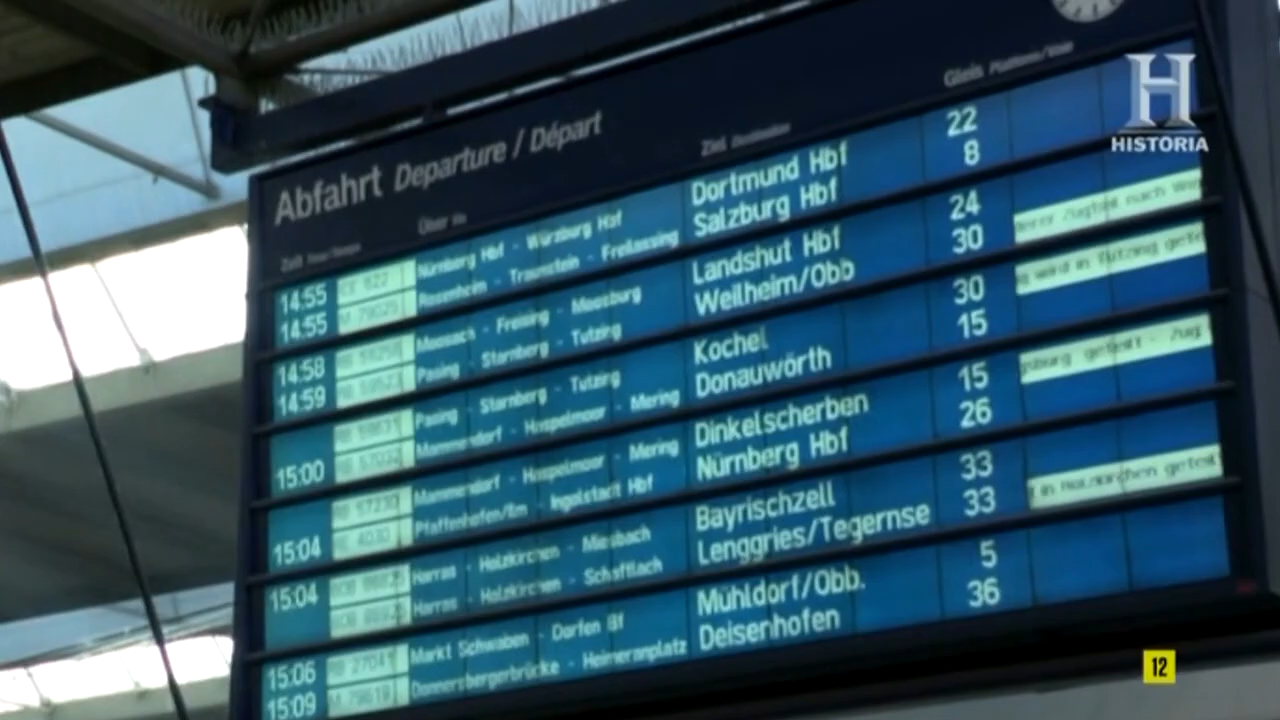 Abfahrt Departure / Départ
Ziel Destination
Gleis
HISTORIA
14:55 Nürnberg Hbf - Würzburg Hbf Dortmund Hbf 22
14:55 Rosenheim - Traunstein - Freilassing Salzburg Hbf 8
14:58 Moosach - Freising - Moosburg Landshut Hbf 24
14:59 Pasing - Starnberg - Tutzing Weilheim/Obb 30
Pasing - Starnberg - Tutzing Kochel 30
15:00 Mammendorf - Haspelmoor - Mering Donauwörth 15
Mammendorf - Haspelmoor - Mering Dinkelscherben 15
15:04 Pfaffenhofen/Ilm - Ingolstadt Hbf Nürnberg Hbf 26
15:04 Harras - Holzkirchen - Miesbach Bayrischzell 33
Harras - Holzkirchen - Schaftlach Lenggries/Tegernse 33
15:06 Markt Schwaben - Dorfen Bf Mühldorf/Obb. 5
15:09 Donnersbergerbrücke - Heimeranplatz Deisenhofen 36
12